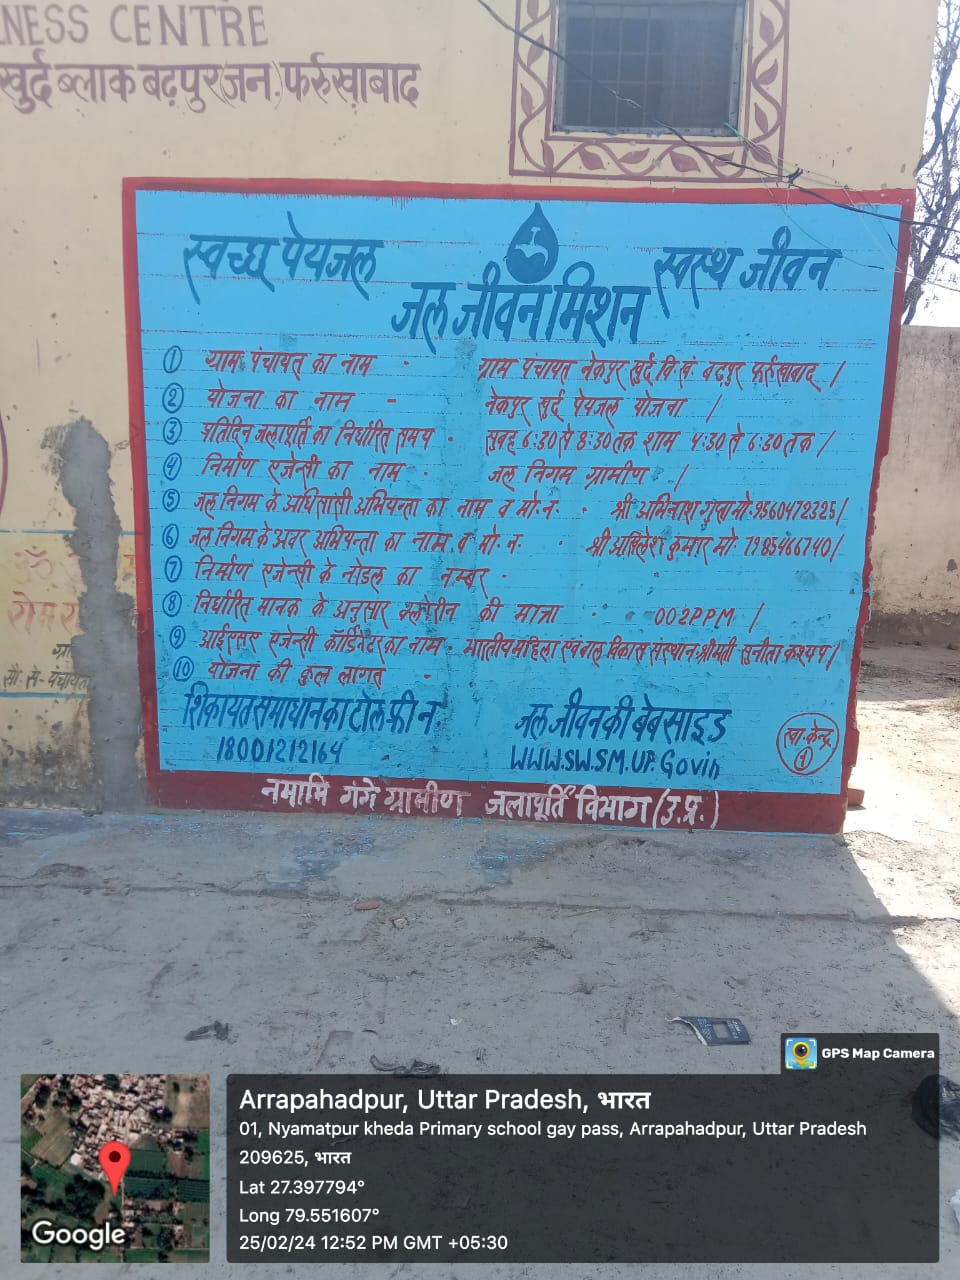 NESS CENTRE
खुर्द ब्लाक बढ़पुर(जन.)फर्रुखाबाद
स्वच्छ पेयजल
स्वस्थ जीवन
जल जीवन मिशन
1 ग्राम पंचायत का नाम - ग्राम पंचायत नेकपुर खुर्द वि.खं. बढ़पुर फर्रुखाबाद /
2 योजना का नाम - नेकपुर खुर्द पेयजल योजना /
3 प्रतिदिन जलापूर्ति का निर्धारित समय - सुबह 6:30 से 8:30 तक शाम 4:30 से 6:30 तक /
4 निर्माण एजेन्सी का नाम - जल निगम ग्रामीण /
5 जल निगम के अधिसासी अभियन्ता का नाम व मो.न. - श्री अभिनाश गुप्ता मो.9560472325/
6 जल निगम के अवर अभियन्ता का नाम व मो. न. - श्री अखिलेश कुमार मो. 7985466740/
7 निर्माण एजेन्सी के नोडल का नम्बर -
8 निर्धारित मानक के अनुसार क्लोरीन की मात्रा - 002PPM /
9 आईएसए एजेन्सी कॉर्डिनेटर का नाम - भारतीय महिला एवं बाल विकास संस्थान-श्रीमती सुनीता कश्यप/
10 योजना की कुल लागत -
शिकायत समाधान का टोल फ्री न.
18001212164
जल जीवन की बेबसाइड
WWW.SWSM.UP.Govin
स्वा.केन्द्र
1
नमामि गंगे ग्रामीण जलापूर्ति विभाग (उ.प्र.)
ॐ
सौ. से- पंचायत
GPS Map Camera
Google
Arrapahadpur, Uttar Pradesh, भारत
01, Nyamatpur kheda Primary school gay pass, Arrapahadpur, Uttar Pradesh
209625, भारत
Lat 27.397794°
Long 79.551607°
25/02/24 12:52 PM GMT +05:30